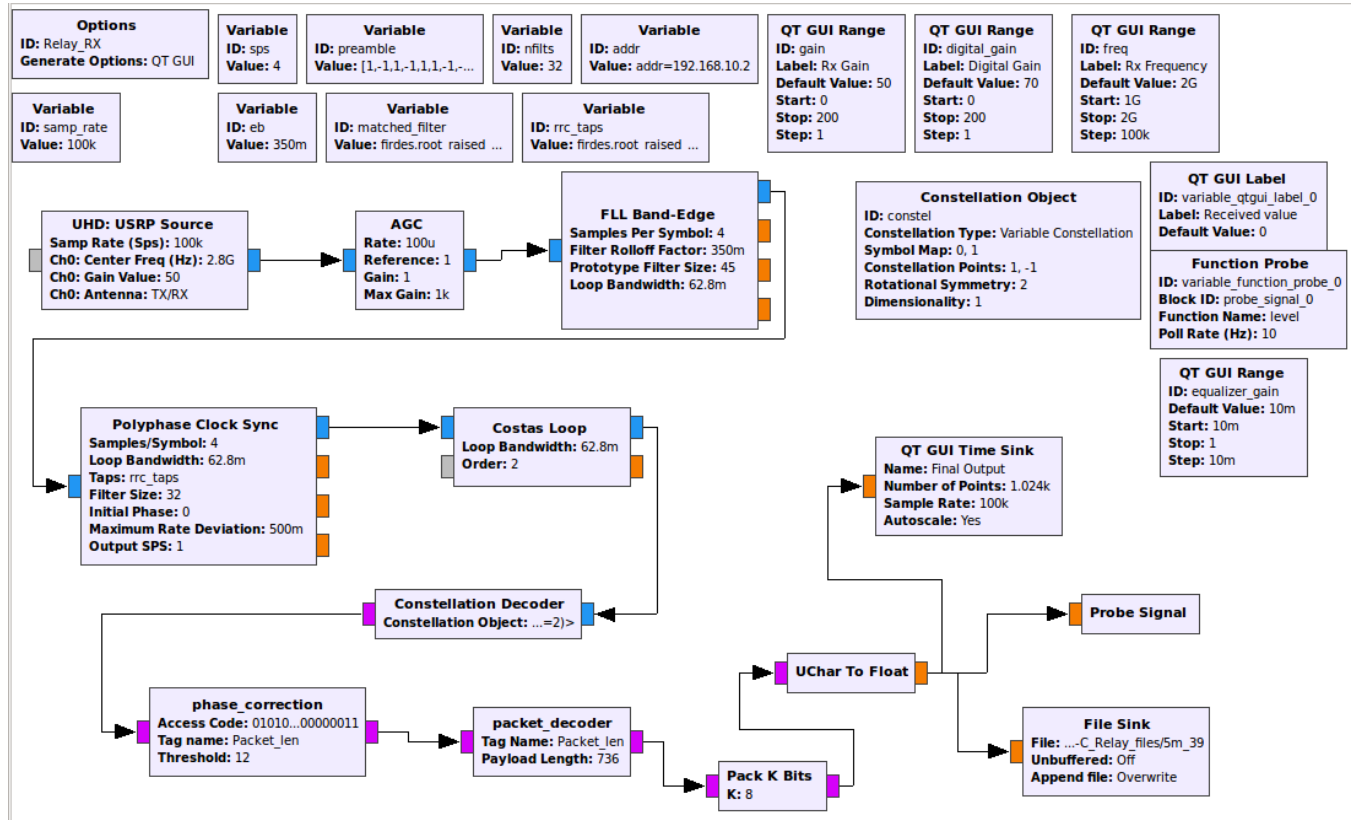 Options
ID: Relay_RX
Generate Options: QT GUI
Variable
ID: sps
Value: 4
Variable
ID: preamble
Value: [1,-1,1,-1,1,1,-1,-...
Variable
ID: nfilts
Value: 32
Variable
ID: addr
Value: addr=192.168.10.2
QT GUI Range
ID: gain
Label: Rx Gain
Default Value: 50
Start: 0
Stop: 200
Step: 1
QT GUI Range
ID: digital_gain
Label: Digital Gain
Default Value: 70
Start: 0
Stop: 200
Step: 1
QT GUI Range
ID: freq
Label: Rx Frequency
Default Value: 2G
Start: 1G
Stop: 2G
Step: 100k
Variable
ID: samp_rate
Value: 100k
Variable
ID: eb
Value: 350m
Variable
ID: matched_filter
Value: firdes.root_raised_...
Variable
ID: rrc_taps
Value: firdes.root_raised_...
UHD: USRP Source
Samp Rate (Sps): 100k
Ch0: Center Freq (Hz): 2.8G
Ch0: Gain Value: 50
Ch0: Antenna: TX/RX
AGC
Rate: 100u
Reference: 1
Gain: 1
Max Gain: 1k
FLL Band-Edge
Samples Per Symbol: 4
Filter Rolloff Factor: 350m
Prototype Filter Size: 45
Loop Bandwidth: 62.8m
Constellation Object
ID: constel
Constellation Type: Variable Constellation
Symbol Map: 0, 1
Constellation Points: 1, -1
Rotational Symmetry: 2
Dimensionality: 1
QT GUI Label
ID: variable_qtgui_label_0
Label: Received value
Default Value: 0
Function Probe
ID: variable_function_probe_0
Block ID: probe_signal_0
Function Name: level
Poll Rate (Hz): 10
QT GUI Range
ID: equalizer_gain
Default Value: 10m
Start: 10m
Stop: 1
Step: 10m
Polyphase Clock Sync
Samples/Symbol: 4
Loop Bandwidth: 62.8m
Taps: rrc_taps
Filter Size: 32
Initial Phase: 0
Maximum Rate Deviation: 500m
Output SPS: 1
Costas Loop
Loop Bandwidth: 62.8m
Order: 2
QT GUI Time Sink
Name: Final Output
Number of Points: 1.024k
Sample Rate: 100k
Autoscale: Yes
Constellation Decoder
Constellation Object: ...=2)>
Probe Signal
UChar To Float
phase_correction
Access Code: 01010...00000011
Tag name: Packet_len
Threshold: 12
packet_decoder
Tag Name: Packet_len
Payload Length: 736
Pack K Bits
K: 8
File Sink
File: ...-C_Relay_files/5m_39
Unbuffered: Off
Append file: Overwrite